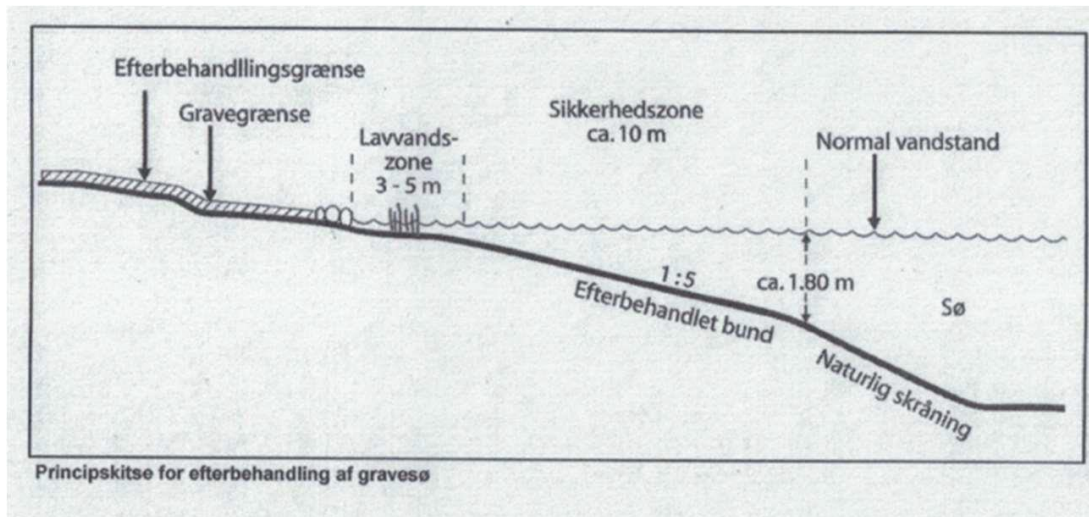 Efterbehandllingsgrænse
Gravegrænse
Lavvands-
zone
3 - 5 m
Sikkerhedszone
ca. 10 m
Normal vandstand
1:5
ca. 1.80 m
Efterbehandlet bund
Sø
Naturlig skråning
Principskitse for efterbehandling af gravesø